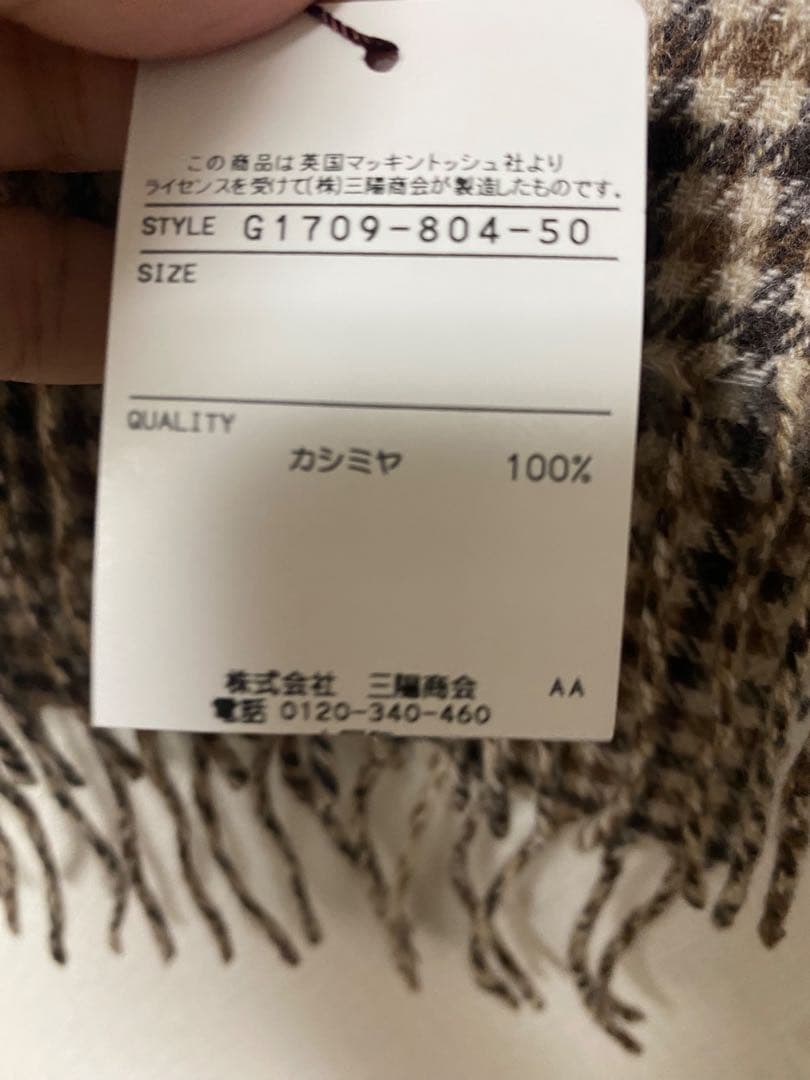 この商品は英国マッキントッシュ社より
ライセンスを受けて(株)三陽商会が製造したものです。
STYLE G1709-804-50
SIZE
QUALITY
カシミヤ 100%
株式会社 三陽商会 AA
電話 0120-340-460